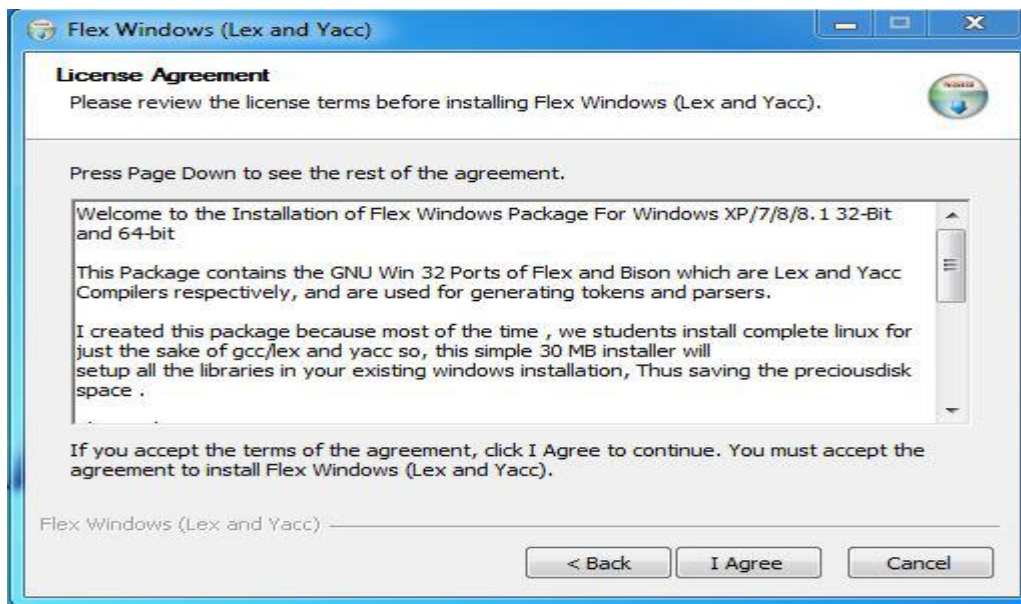 Flex Windows (Lex and Yacc)
License Agreement
Please review the license terms before installing Flex Windows (Lex and Yacc).
Press Page Down to see the rest of the agreement.
Welcome to the Installation of Flex Windows Package For Windows XP/7/8/8.1 32-Bit
and 64-bit
This Package contains the GNU Win 32 Ports of Flex and Bison which are Lex and Yacc
Compilers respectively, and are used for generating tokens and parsers.
I created this package because most of the time , we students install complete linux for
just the sake of gcc/lex and yacc so, this simple 30 MB installer will
setup all the libraries in your existing windows installation, Thus saving the preciousdisk
space .
If you accept the terms of the agreement, click I Agree to continue. You must accept the
agreement to install Flex Windows (Lex and Yacc).
Flex Windows (Lex and Yacc)
< Back I Agree Cancel